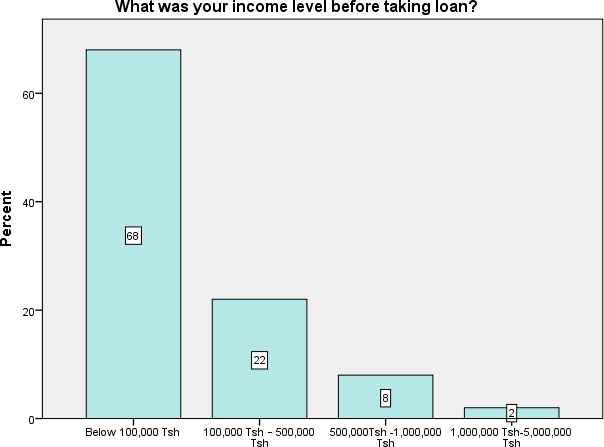 What was your income level before taking loan?
Percent
60
40
20
0
68
22
8
2
Below 100,000 Tsh
100,000 Tsh - 500,000
Tsh
500,000Tsh -1,000,000
Tsh
1,000,000 Tsh-5,000,000
Tsh